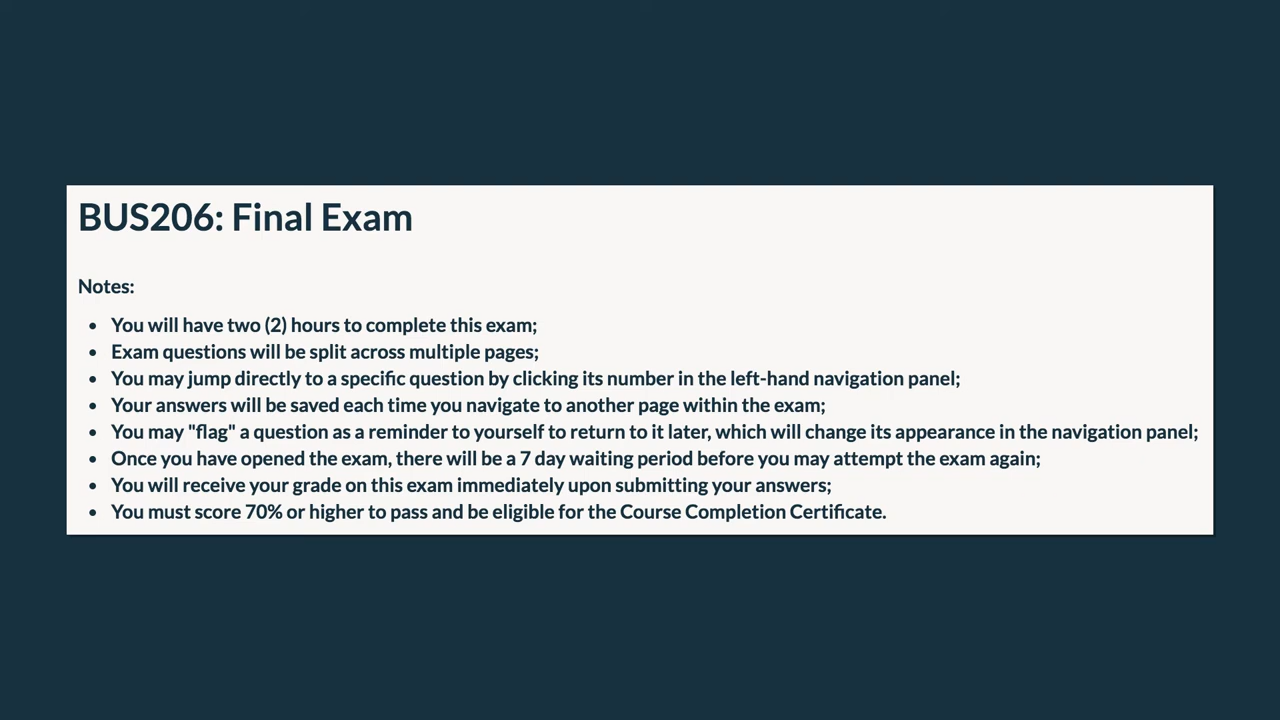 BUS206: Final Exam
Notes:
• You will have two (2) hours to complete this exam;
• Exam questions will be split across multiple pages;
• You may jump directly to a specific question by clicking its number in the left-hand navigation panel;
• Your answers will be saved each time you navigate to another page within the exam;
• You may "flag" a question as a reminder to yourself to return to it later, which will change its appearance in the navigation panel;
• Once you have opened the exam, there will be a 7 day waiting period before you may attempt the exam again;
• You will receive your grade on this exam immediately upon submitting your answers;
• You must score 70% or higher to pass and be eligible for the Course Completion Certificate.